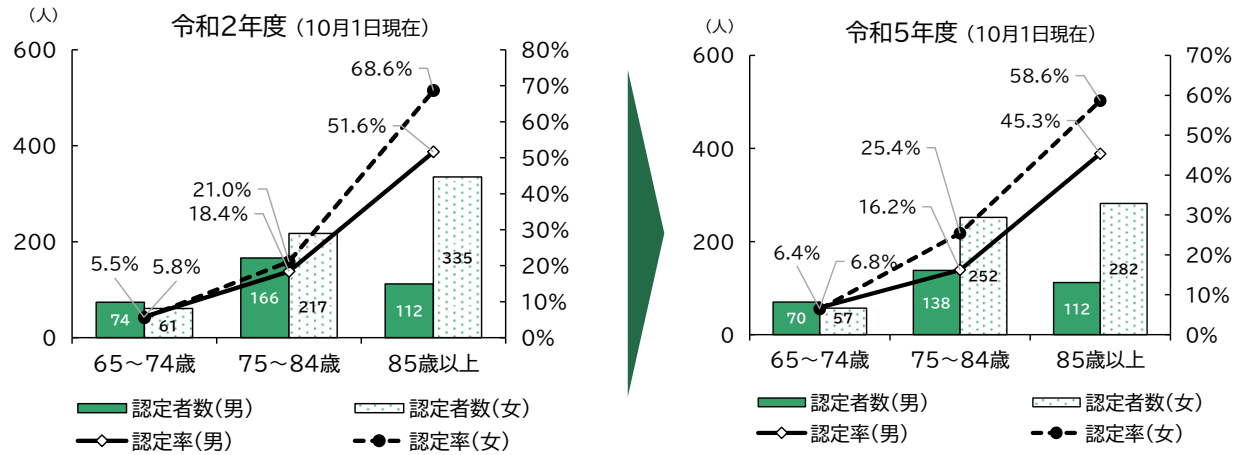 (人)
令和2年度 (10月1日現在)
600
400
200
0
80%
70%
60%
50%
40%
30%
20%
10%
0%
68.6%
51.6%
21.0%
18.4%
5.5%
5.8%
74
61
166
217
112
335
65～74歳
75～84歳
85歳以上
認定者数(男)
認定者数(女)
認定率(男)
認定率(女)
(人)
令和5年度 (10月1日現在)
600
400
200
0
70%
60%
50%
40%
30%
20%
10%
0%
58.6%
45.3%
25.4%
16.2%
6.4%
6.8%
70
57
138
252
112
282
65～74歳
75～84歳
85歳以上
認定者数(男)
認定者数(女)
認定率(男)
認定率(女)